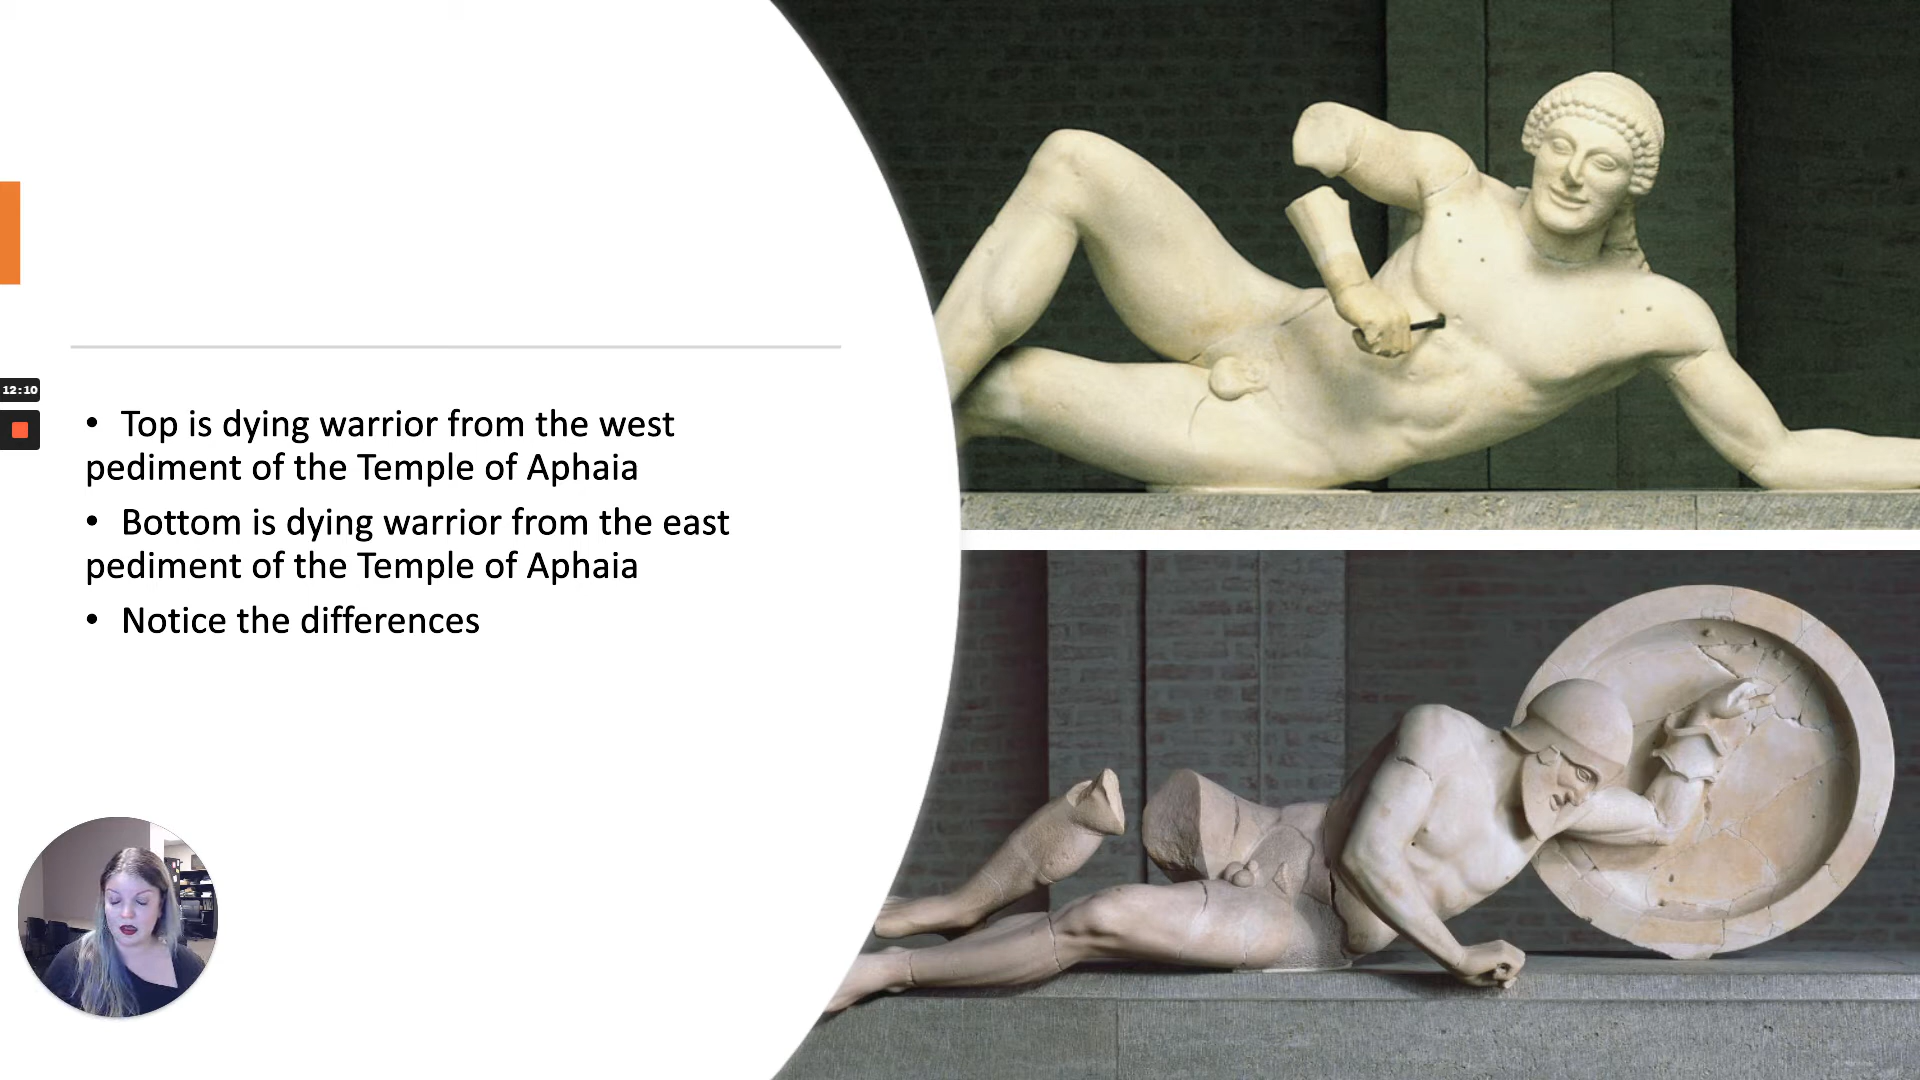 12:10
• Top is dying warrior from the west
pediment of the Temple of Aphaia
• Bottom is dying warrior from the east
pediment of the Temple of Aphaia
• Notice the differences